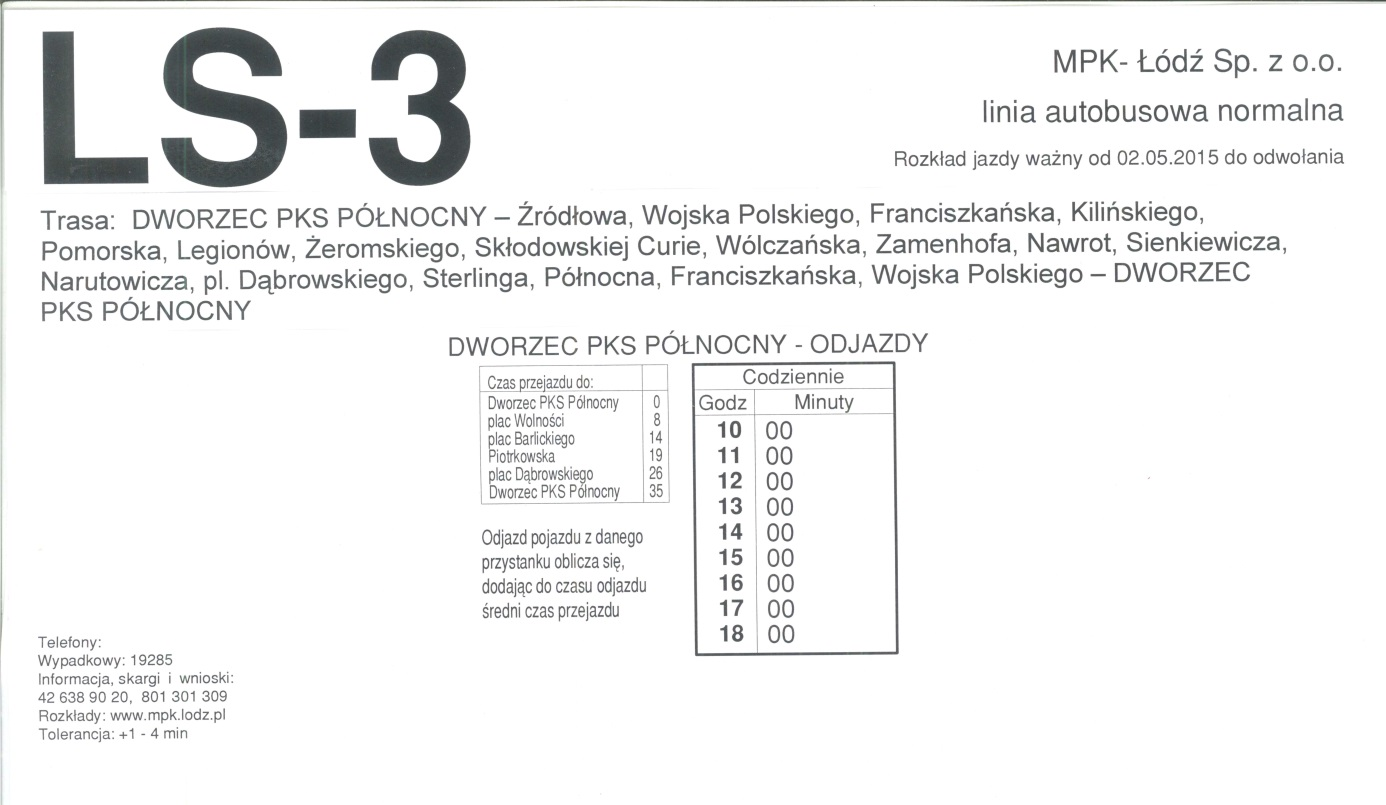 LS-3
MPK- Łódź Sp. z o.o.
linia autobusowa normalna
Rozkład jazdy ważny od 02.05.2015 do odwołania
Trasa: DWORZEC PKS PÓŁNOCNY – Źródłowa, Wojska Polskiego, Franciszkańska, Kilińskiego,
Pomorska, Legionów, Żeromskiego, Skłodowskiej Curie, Wólczańska, Zamenhofa, Nawrot, Sienkiewicza,
Narutowicza, pl. Dąbrowskiego, Sterlinga, Północna, Franciszkańska, Wojska Polskiego – DWORZEC
PKS PÓŁNOCNY
DWORZEC PKS PÓŁNOCNY - ODJAZDY
Czas przejazdu do:
Dworzec PKS Północny 0
plac Wolności 8
plac Barlickiego 14
Piotrkowska 19
plac Dąbrowskiego 26
Dworzec PKS Północny 35
Odjazd pojazdu z danego
przystanku oblicza się,
dodając do czasu odjazdu
średni czas przejazdu
Codziennie
Godz Minuty
10 00
11 00
12 00
13 00
14 00
15 00
16 00
17 00
18 00
Telefony:
Wypadkowy: 19285
Informacja, skargi i wnioski:
42 638 90 20, 801 301 309
Rozkłady: www.mpk.lodz.pl
Tolerancja: +1 - 4 min